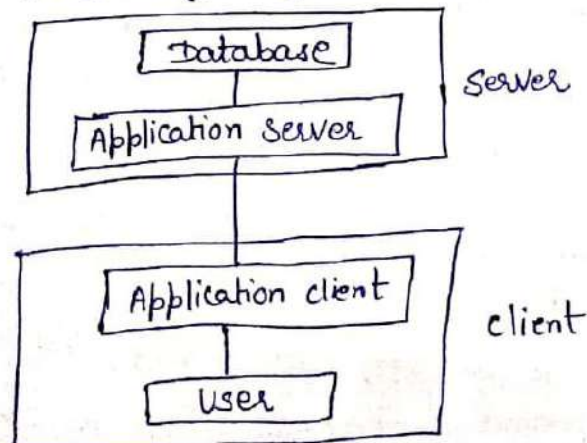 Database
Server
Application Server
Application client
client
user